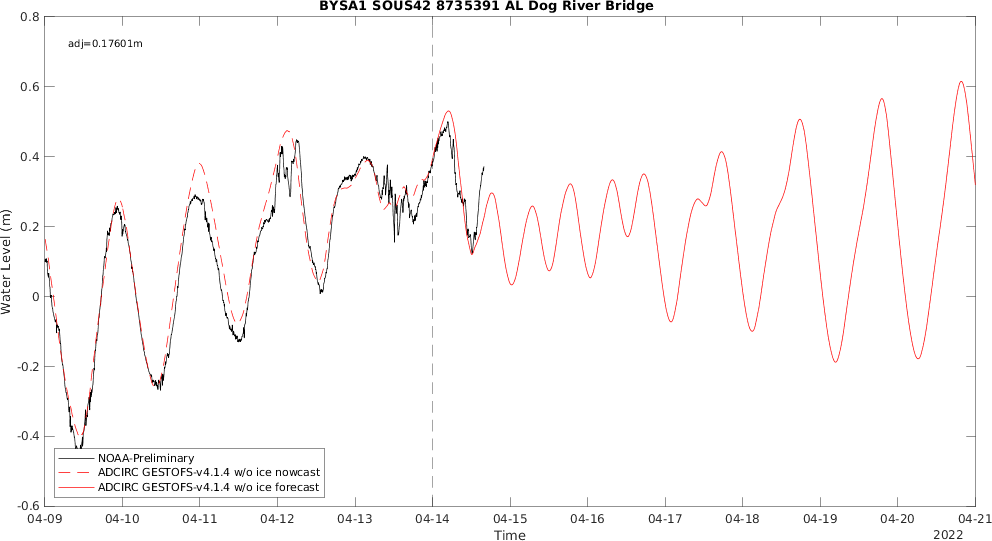 BYSA1 SOUS42 8735391 AL Dog River Bridge
adj=0.17601m
0.8
0.6
0.4
0.2
0
-0.2
-0.4
-0.6
Water Level (m)
NOAA-Preliminary
ADCIRC GESTOFS-v4.1.4 w/o ice nowcast
ADCIRC GESTOFS-v4.1.4 w/o ice forecast
04-09 04-10 04-11 04-12 04-13 04-14 04-15 04-16 04-17 04-18 04-19 04-20 04-21
Time
2022